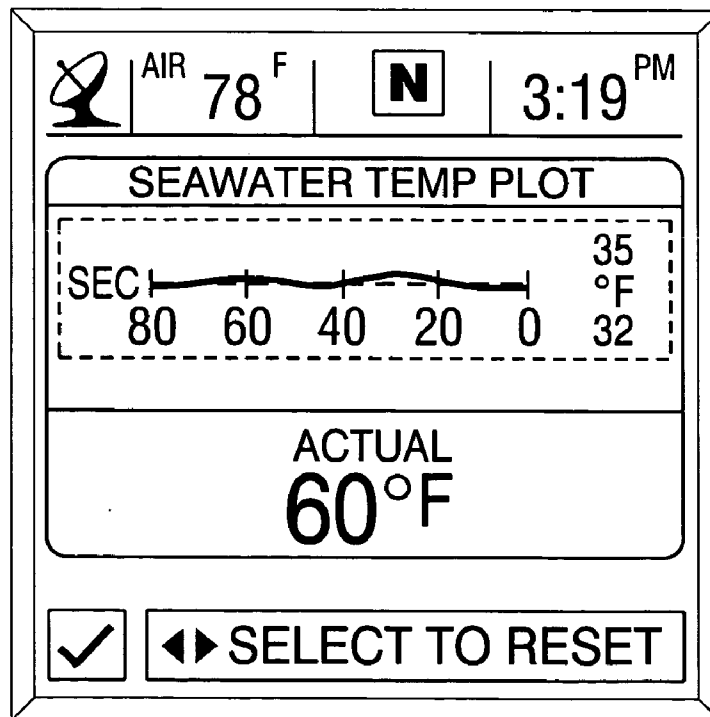 AIR 78 F N 3:19 PM
SEAWATER TEMP PLOT
35
SEC °F
80 60 40 20 0 32
ACTUAL
60°F
SELECT TO RESET